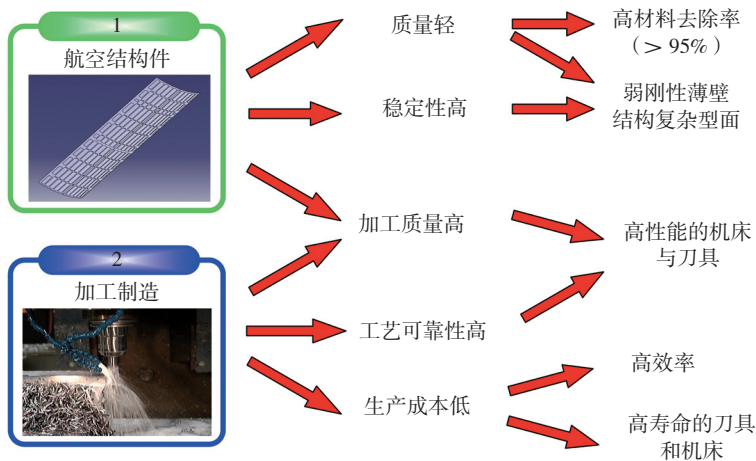 1
航空结构件
2
加工制造
质量轻
稳定性高
加工质量高
工艺可靠性高
生产成本低
高材料去除率
（> 95%）
弱刚性薄壁
结构复杂型面
高性能的机床
与刀具
高效率
高寿命的刀具
和机床